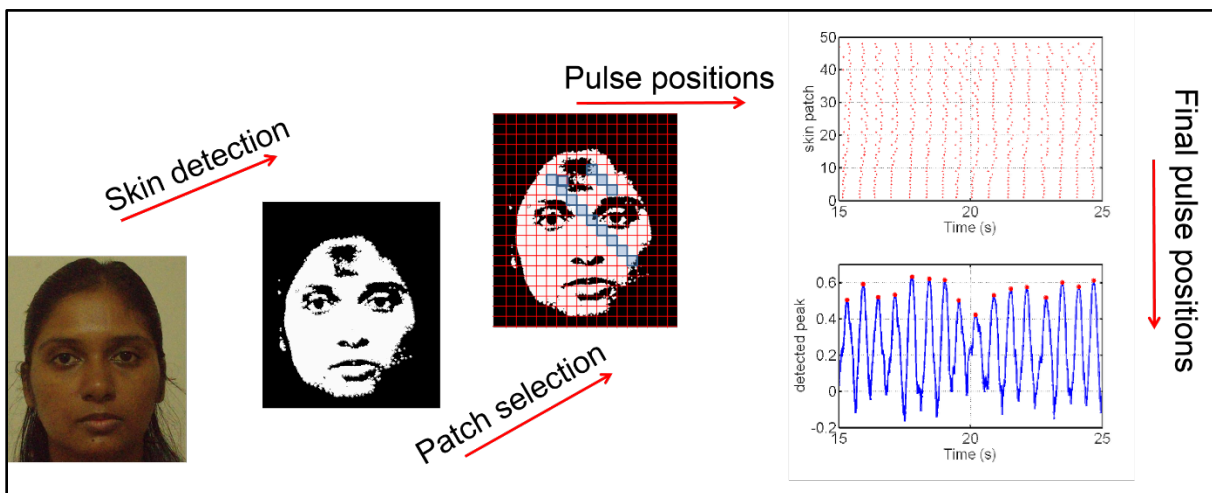 Skin detection
Patch selection
Pulse positions
50
40
30
20
10
0
skin patch
15
20
25
Time (s)
Final pulse positions
0.6
0.4
0.2
0
-0.2
detected peak
15
20
25
Time (s)